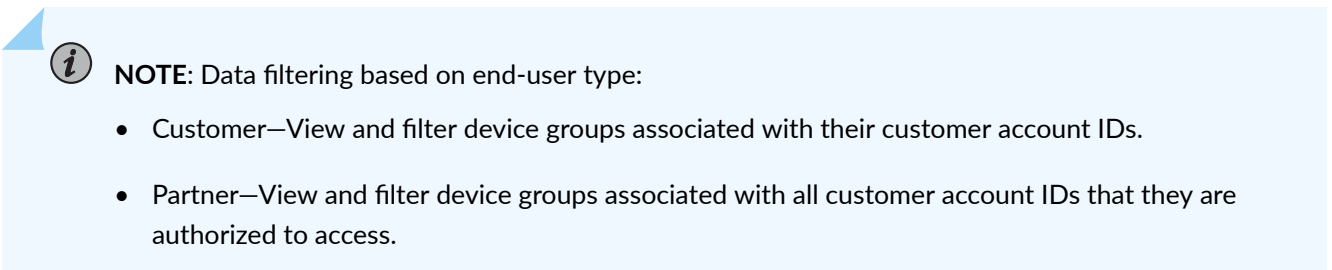 NOTE: Data filtering based on end-user type:
• Customer—View and filter device groups associated with their customer account IDs.
• Partner—View and filter device groups associated with all customer account IDs that they are
authorized to access.